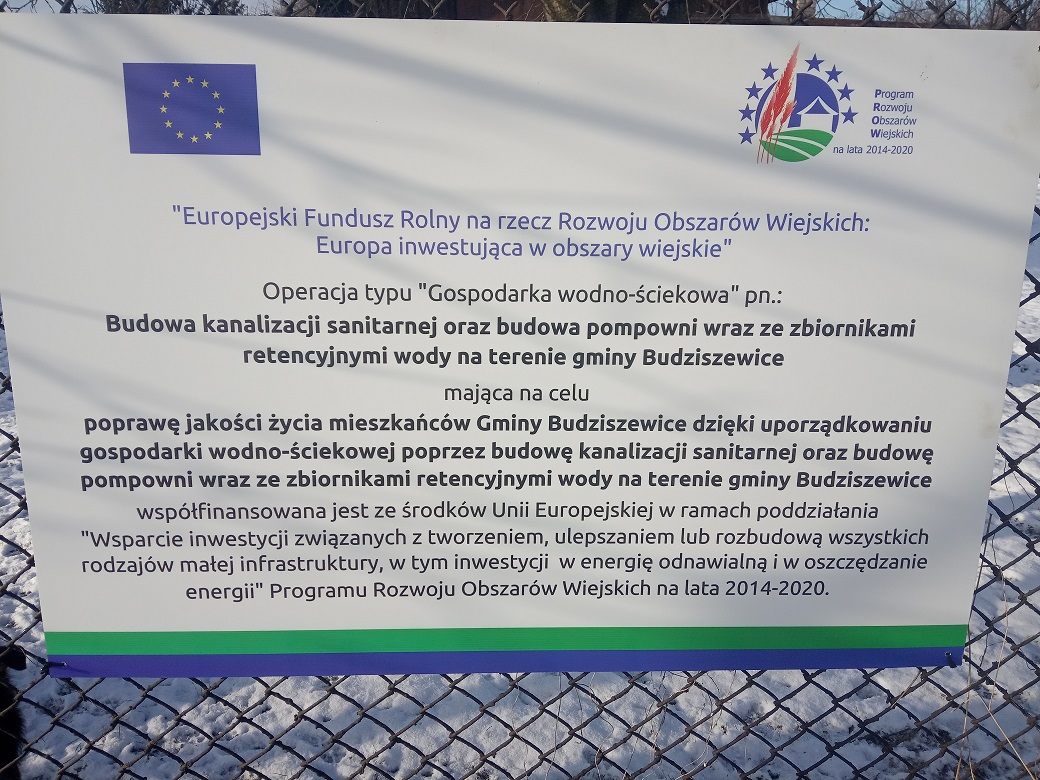 Program
Rozwoju
Obszarów
Wiejskich
na lata 2014-2020
"Europejski Fundusz Rolny na rzecz Rozwoju Obszarów Wiejskich:
Europa inwestująca w obszary wiejskie"
Operacja typu "Gospodarka wodno-ściekowa" pn.:
Budowa kanalizacji sanitarnej oraz budowa pompowni wraz ze zbiornikami
retencyjnymi wody na terenie gminy Budziszewice
mająca na celu
poprawę jakości życia mieszkańców Gminy Budziszewice dzięki uporządkowaniu
gospodarki wodno-ściekowej poprzez budowę kanalizacji sanitarnej oraz budowę
pompowni wraz ze zbiornikami retencyjnymi wody na terenie gminy Budziszewice
współfinansowana jest ze środków Unii Europejskiej w ramach poddziałania
"Wsparcie inwestycji związanych z tworzeniem, ulepszaniem lub rozbudową wszystkich
rodzajów małej infrastruktury, w tym inwestycji w energię odnawialną i w oszczędzanie
energii" Programu Rozwoju Obszarów Wiejskich na lata 2014-2020.